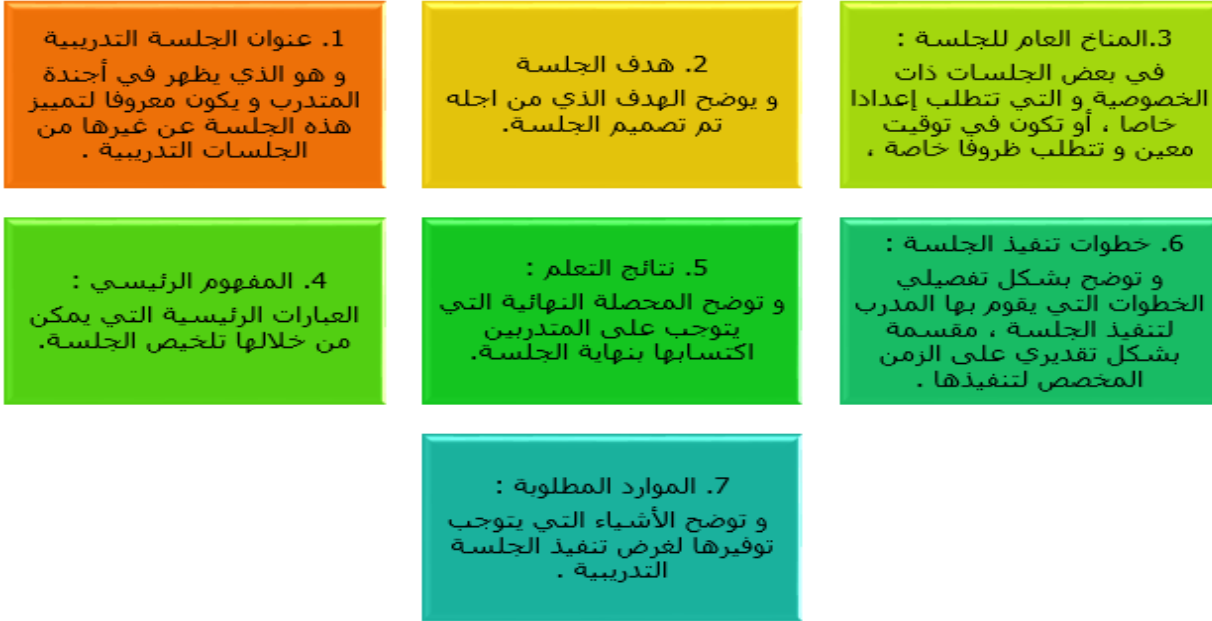 1. عنوان الجلسة التدريبية
و هو الذي يظهر في أجندة
المتدرب و يكون معروفا لتمييز
هذه الجلسة عن غيرها من
الجلسات التدريبية .
2. هدف الجلسة
و يوضح الهدف الذي من اجله
تم تصميم الجلسة.
3.المناخ العام للجلسة :
في بعض الجلسات ذات
الخصوصية و التي تتطلب إعدادا
خاصا ، أو تكون في توقيت
معين و تتطلب ظروفا خاصة ،
4. المفهوم الرئيسي :
العبارات الرئيسية التي يمكن
من خلالها تلخيص الجلسة.
5. نتائج التعلم :
و توضح المحصلة النهائية التي
يتوجب على المتدربين
اكتسابها بنهاية الجلسة.
6. خطوات تنفيذ الجلسة :
و توضح بشكل تفصيلي
الخطوات التي يقوم بها المدرب
لتنفيذ الجلسة ، مقسمة
بشكل تقديري على الزمن
المخصص لتنفيذها .
7. الموارد المطلوبة :
و توضح الأشياء التي يتوجب
توفيرها لغرض تنفيذ الجلسة
التدريبية .